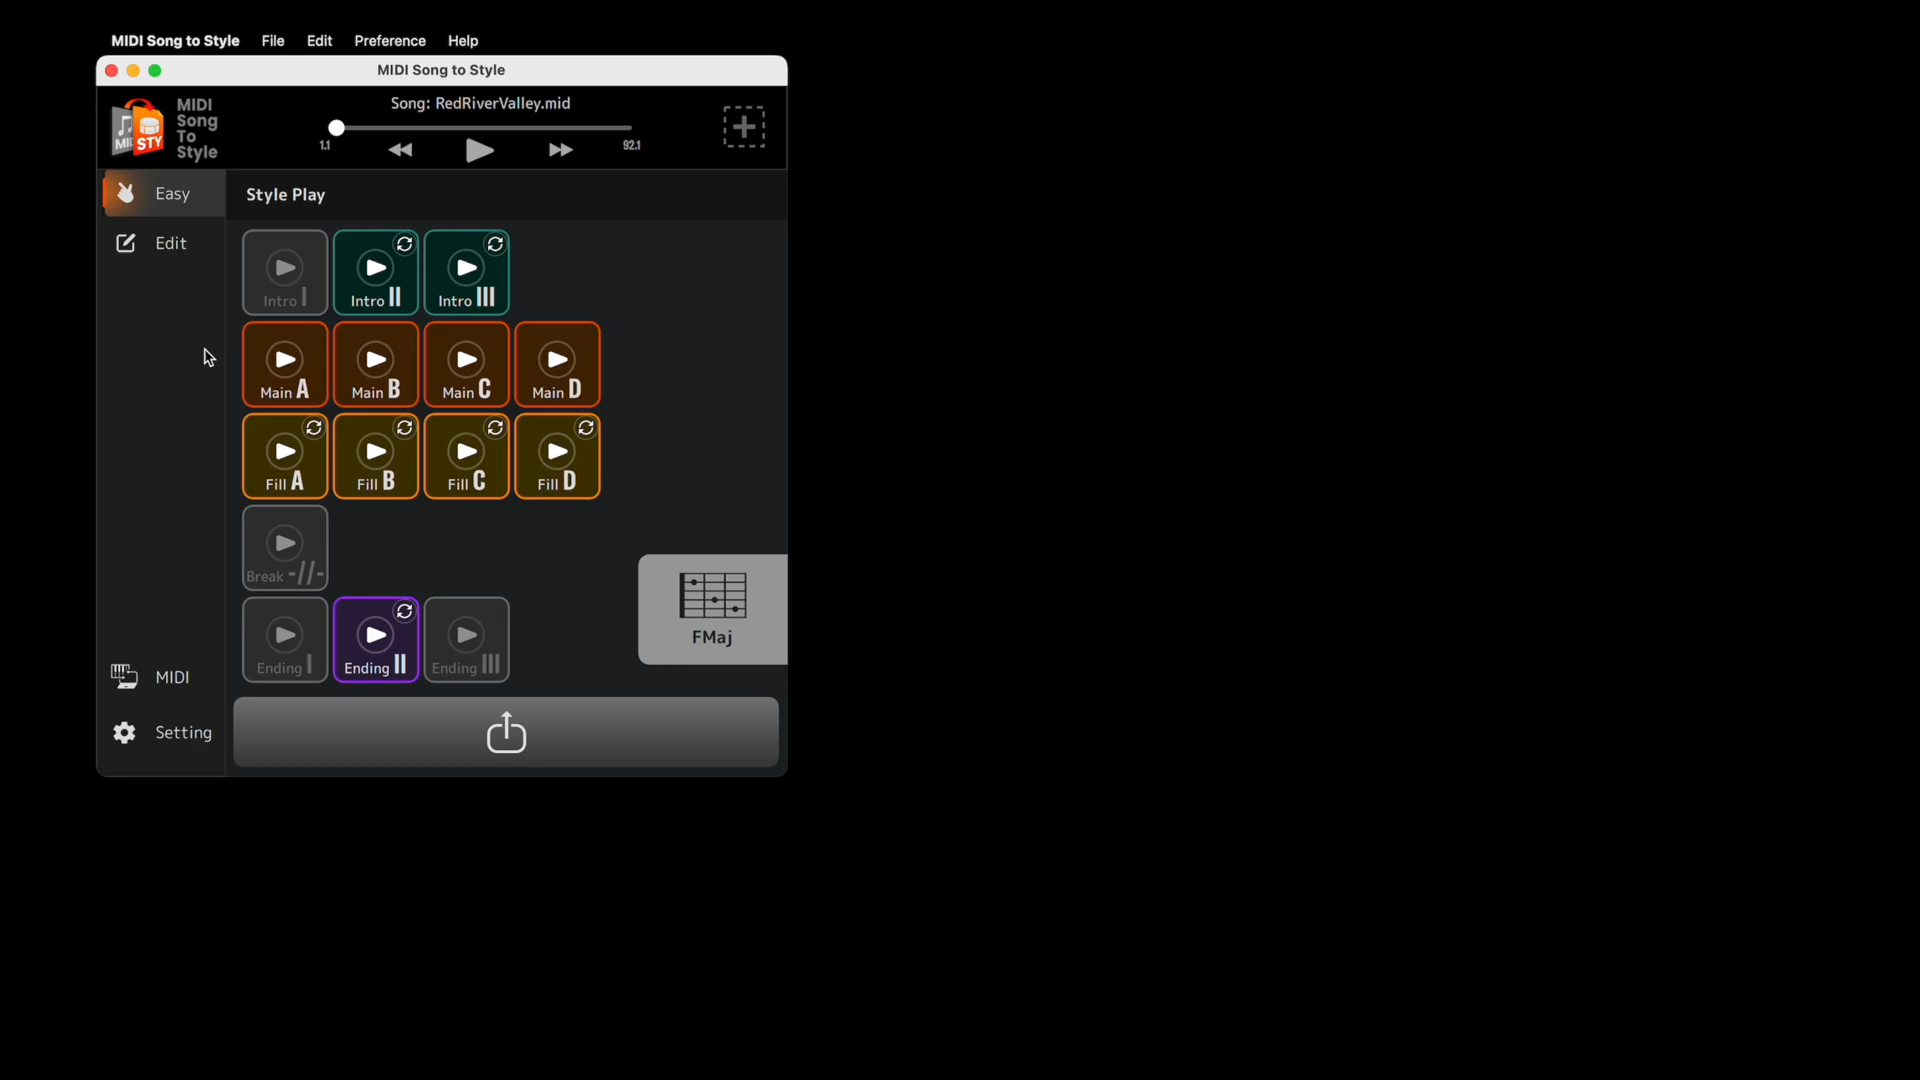 MIDI Song to Style File Edit Preference Help
MIDI Song to Style
MI STY
MIDI
Song
To
Style
Song: RedRiverValley.mid
1.1
92.1
Easy
Edit
Style Play
Intro I
Intro II
Intro III
Main A
Main B
Main C
Main D
Fill A
Fill B
Fill C
Fill D
Break -//-
Ending I
Ending II
Ending III
FMaj
MIDI
Setting